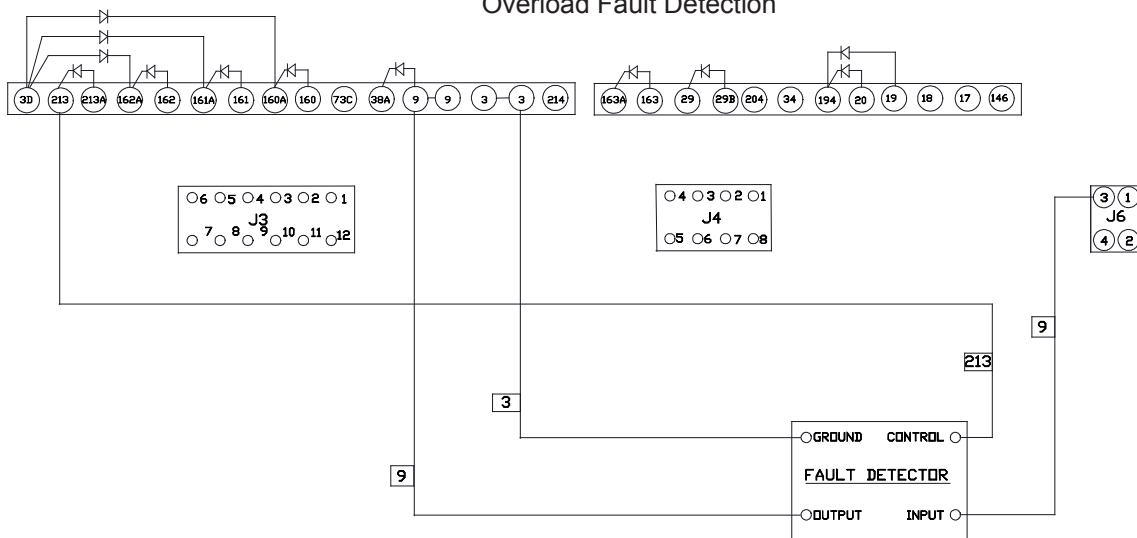 Overload Fault Detection
3D 213 213A 162A 162 161A 161 160A 160 73C 38A 9 9 3 3 214
163A 163 29 29B 204 34 194 20 19 18 17 146
6 5 4 3 2 1
J3
7 8 9 10 11 12
4 3 2 1
J4
5 6 7 8
3 1
J6
4 2
9
213
3
GROUND CONTROL
FAULT DETECTOR
9
OUTPUT INPUT